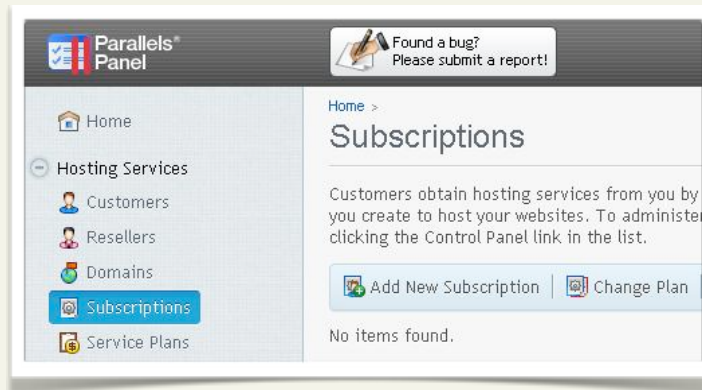 Parallels®
Panel
Found a bug?
Please submit a report!
Home
Hosting Services
Customers
Resellers
Domains
Subscriptions
Service Plans
Home >
Subscriptions
Customers obtain hosting services from you by
you create to host your websites. To administe
clicking the Control Panel link in the list.
Add New Subscription
Change Plan
No items found.